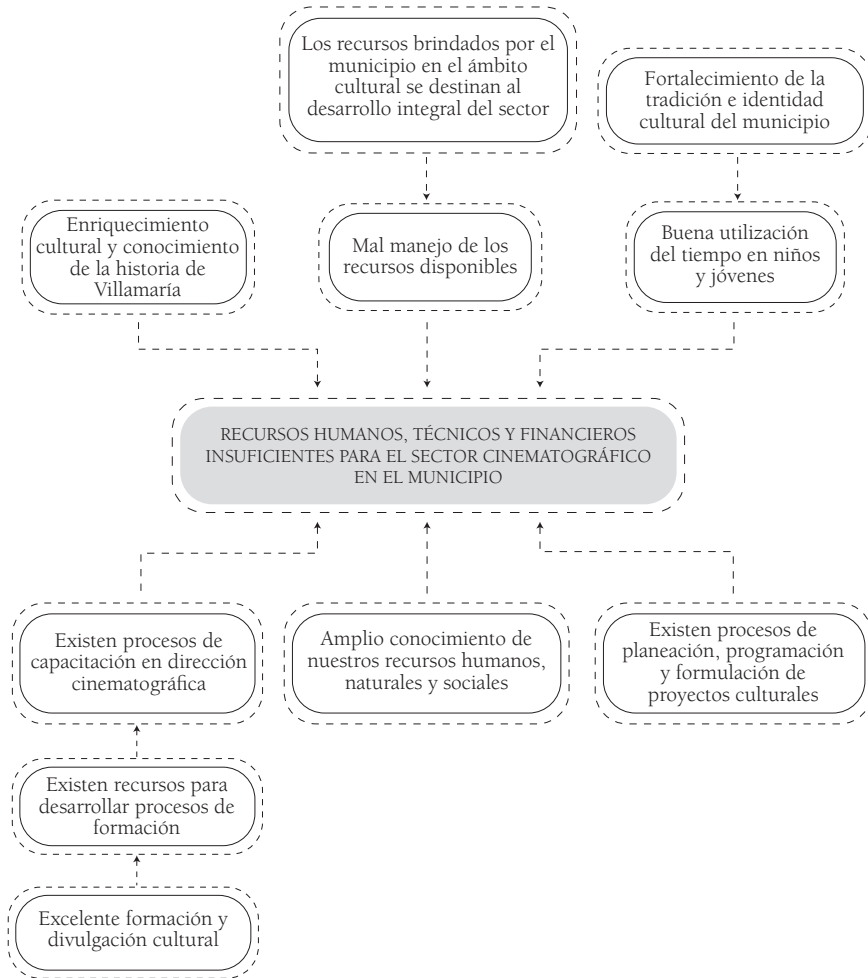 Los recursos brindados por el
municipio en el ámbito
cultural se destinan al
desarrollo integral del sector
Fortalecimiento de la
tradición e identidad
cultural del municipio
Enriquecimiento
cultural y conocimiento
de la historia de
Villamaría
Mal manejo de los
recursos disponibles
Buena utilización
del tiempo en niños
y jóvenes
RECURSOS HUMANOS, TÉCNICOS Y FINANCIEROS
INSUFICIENTES PARA EL SECTOR CINEMATOGRÁFICO
EN EL MUNICIPIO
Existen procesos de
capacitación en dirección
cinematográfica
Amplio conocimiento de
nuestros recursos humanos,
naturales y sociales
Existen procesos de
planeación, programación
y formulación de
proyectos culturales
Existen recursos para
desarrollar procesos de
formación
Excelente formación y
divulgación cultural